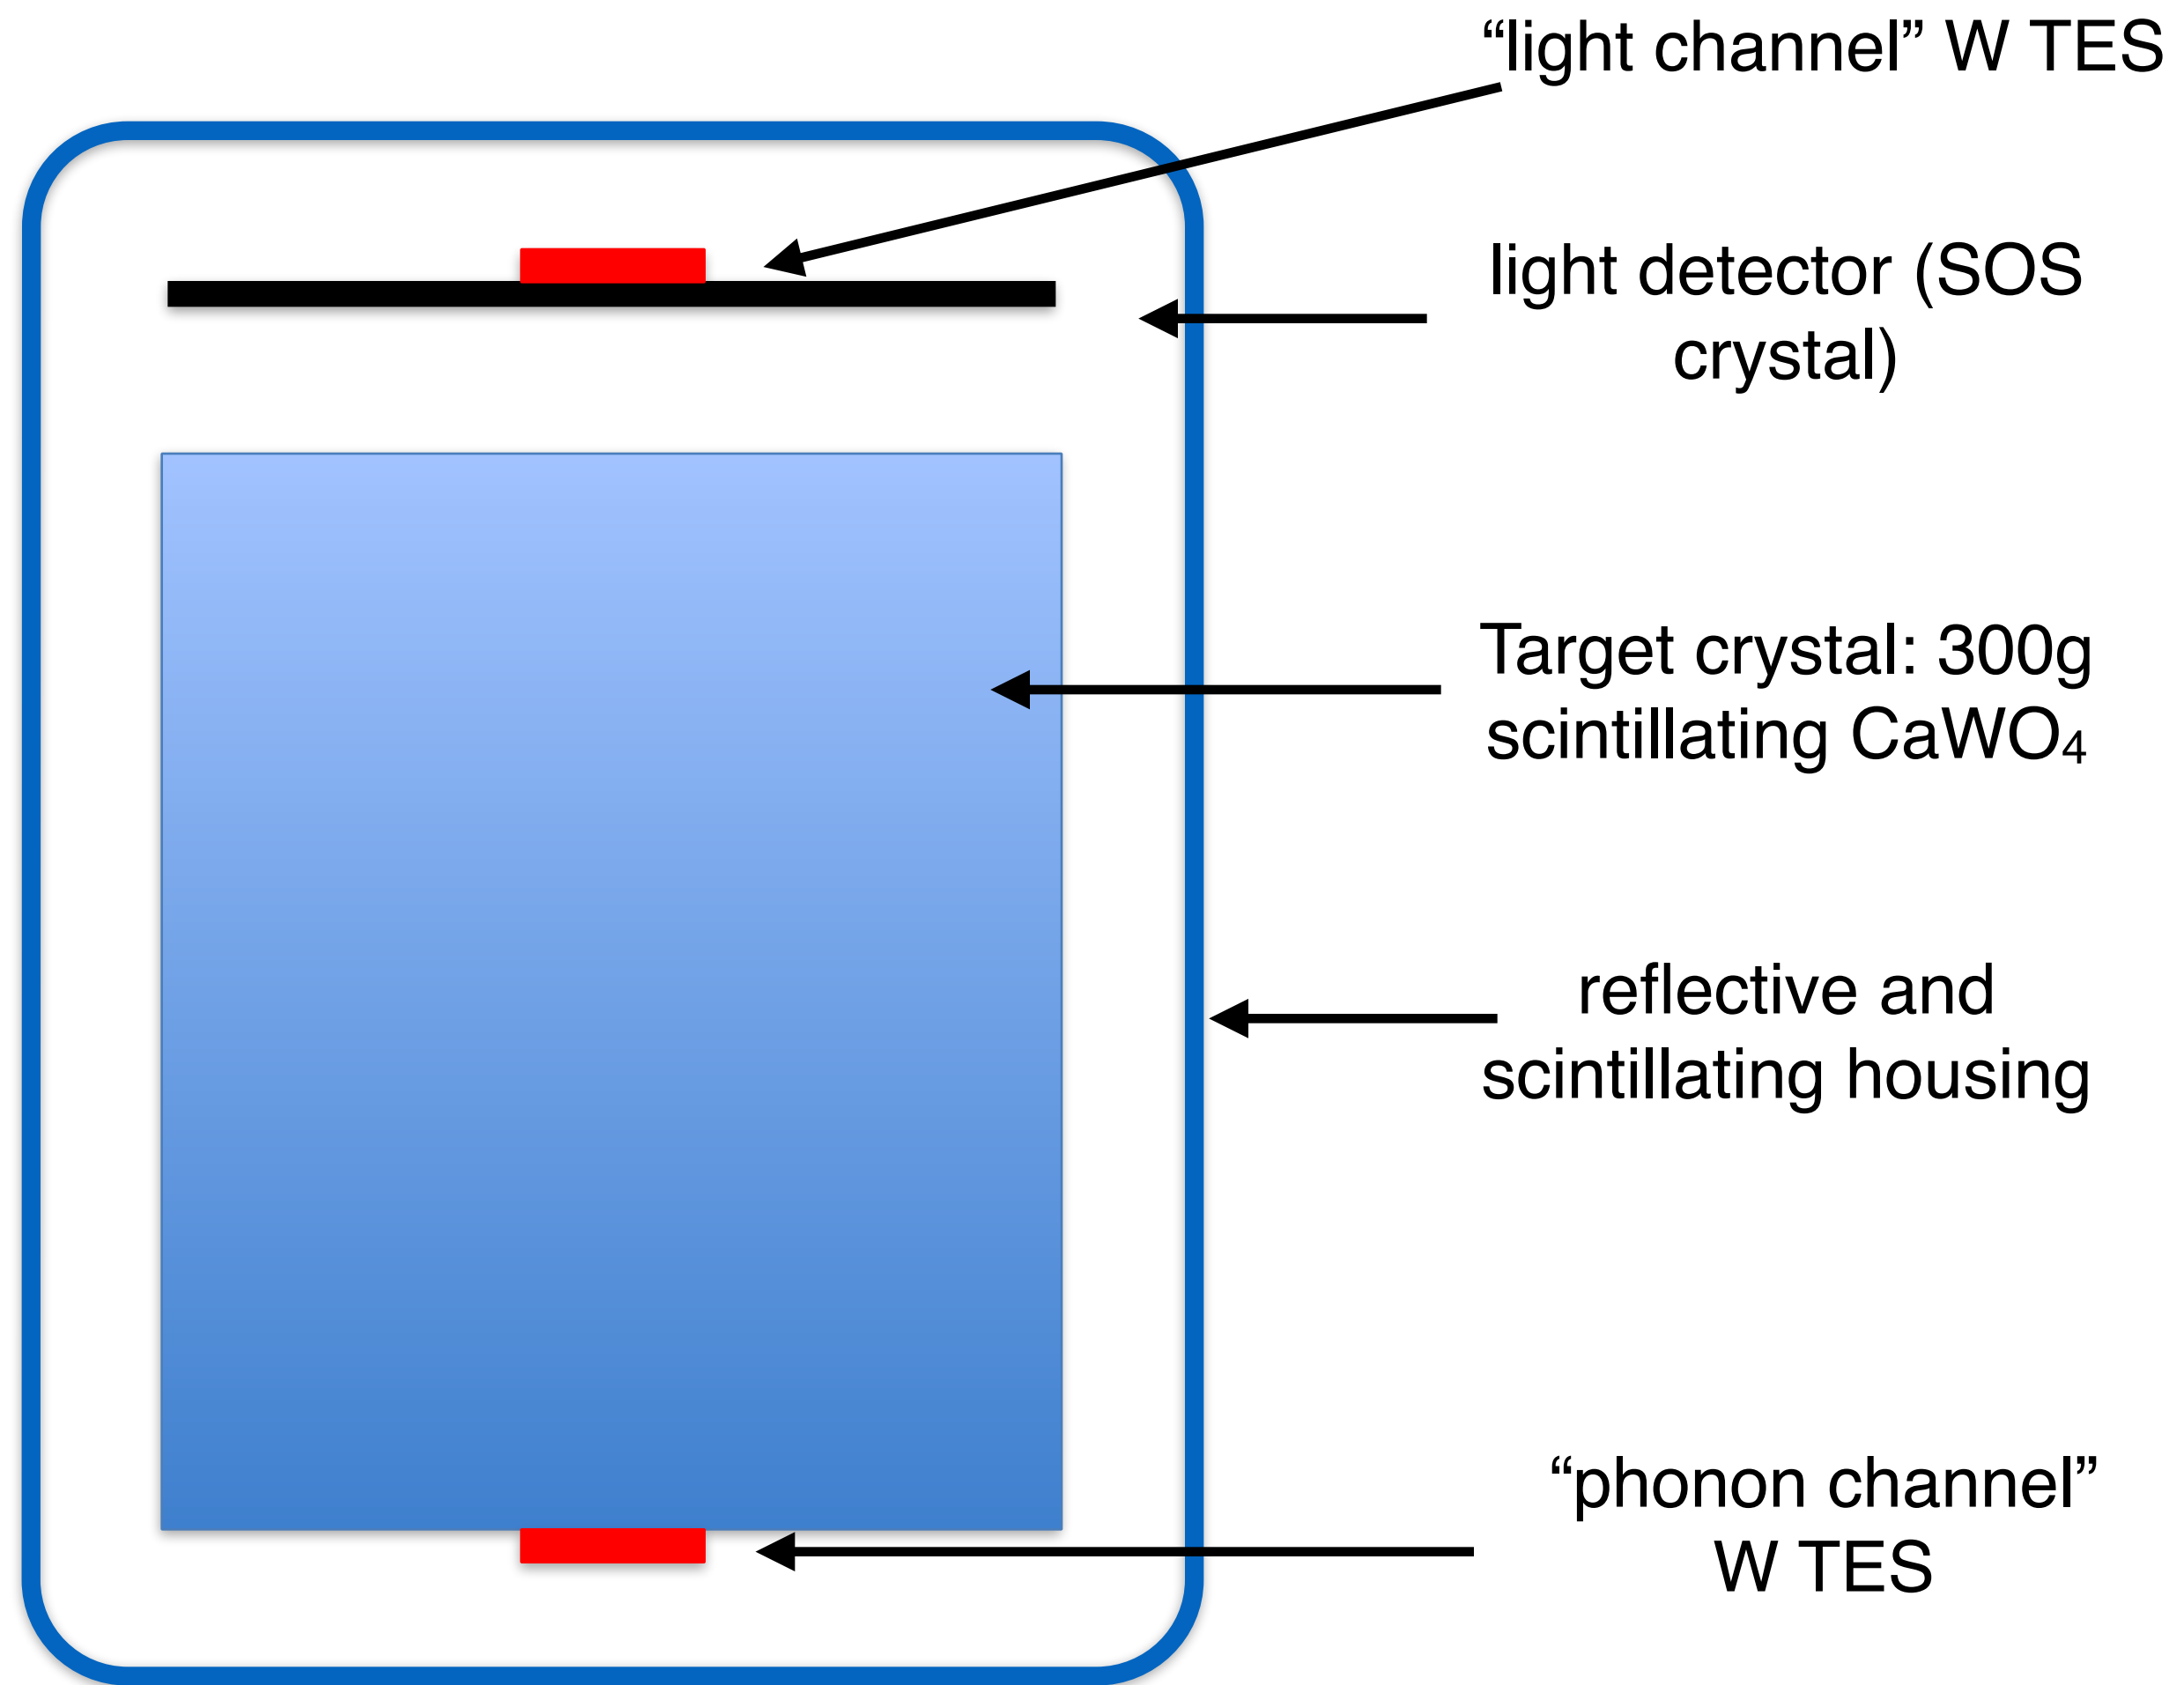 “light channel” W TES
light detector (SOS
crystal)
Target crystal: 300g
scintillating CaWO₄
reflective and
scintillating housing
“phonon channel”
W TES